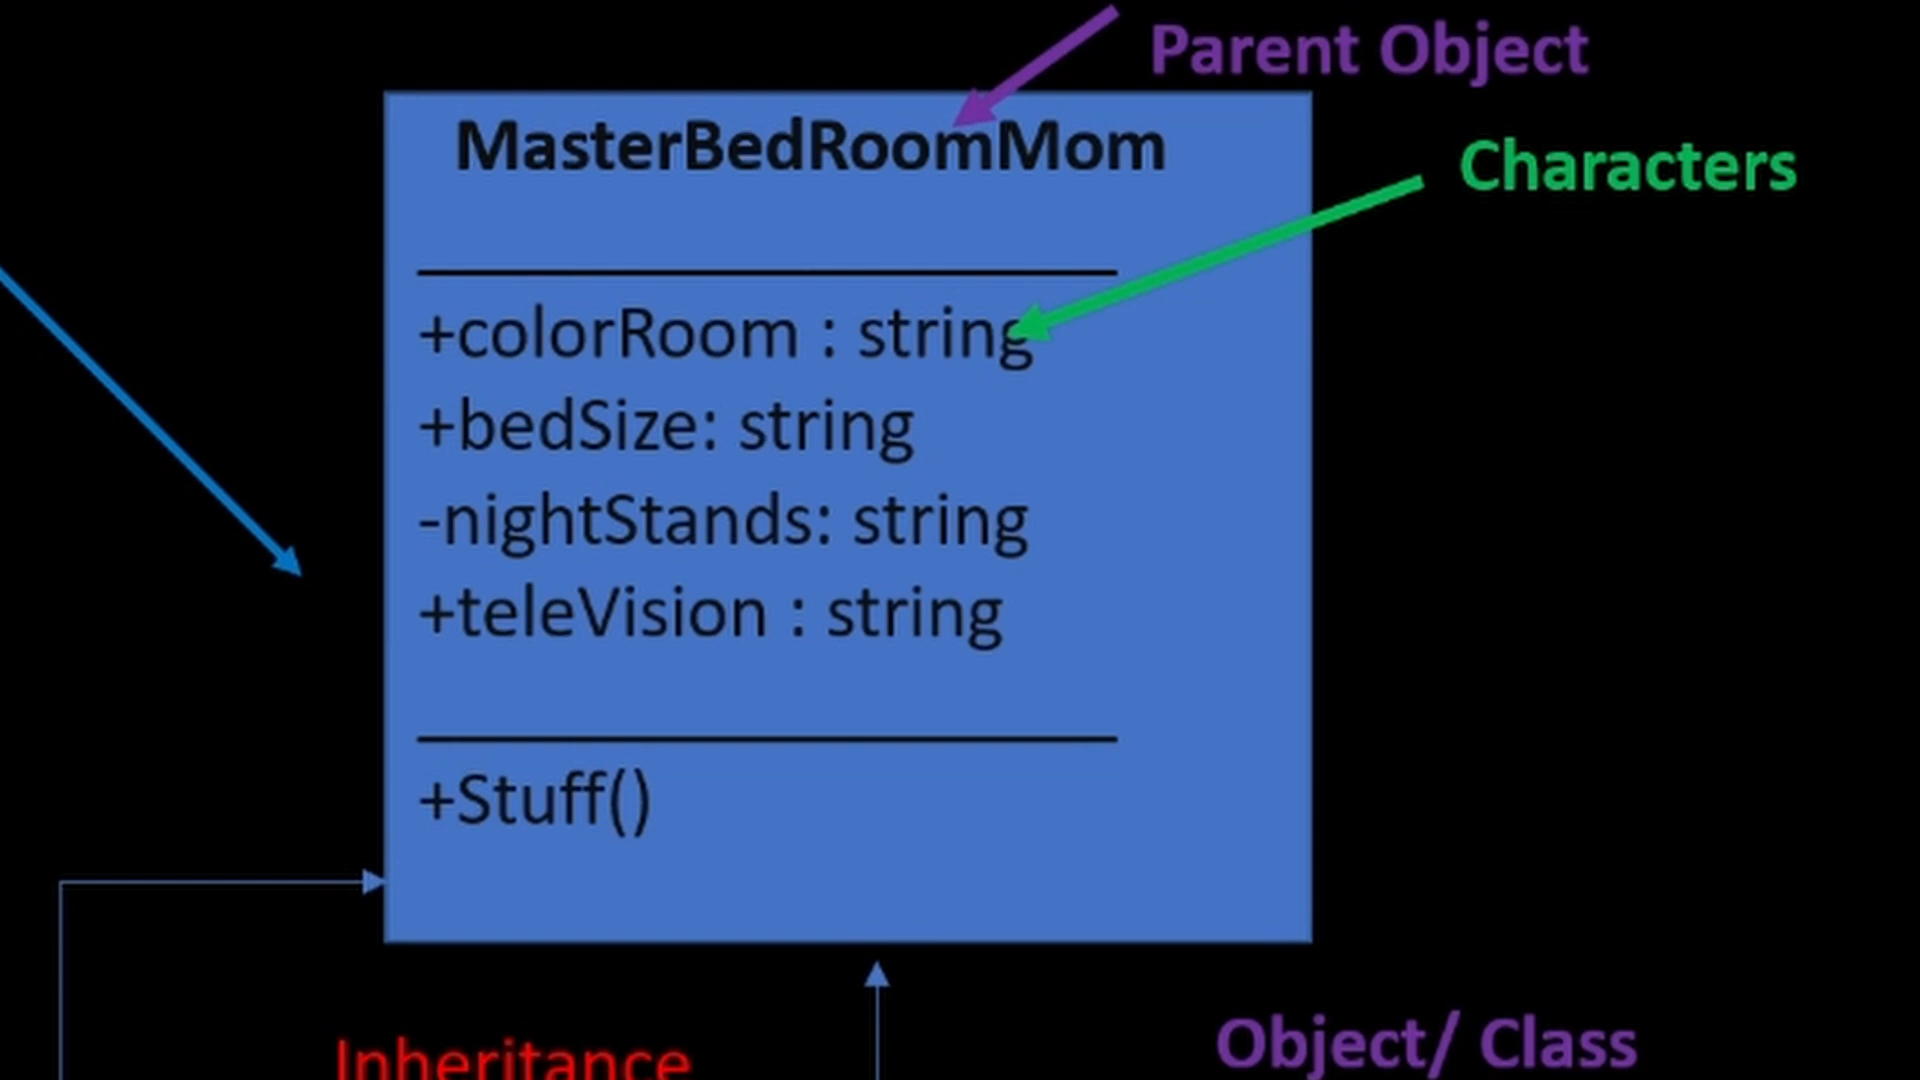 Parent Object
MasterBedRoomMom
Characters
+colorRoom : string
+bedSize: string
-nightStands: string
+teleVision : string
+Stuff()
Inheritance
Object/ Class